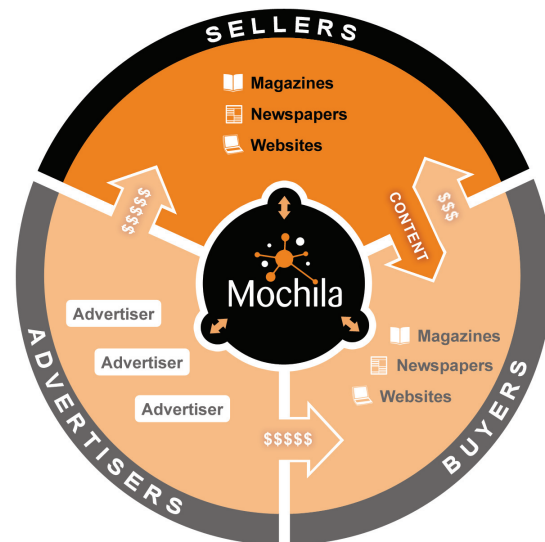 SELLERS
Magazines
Newspapers
Websites
$$$$$
$$$
CONTENT
Mochila
Advertiser
Advertiser
Advertiser
Magazines
Newspapers
Websites
$$$$$
ADVERTISERS
BUYERS